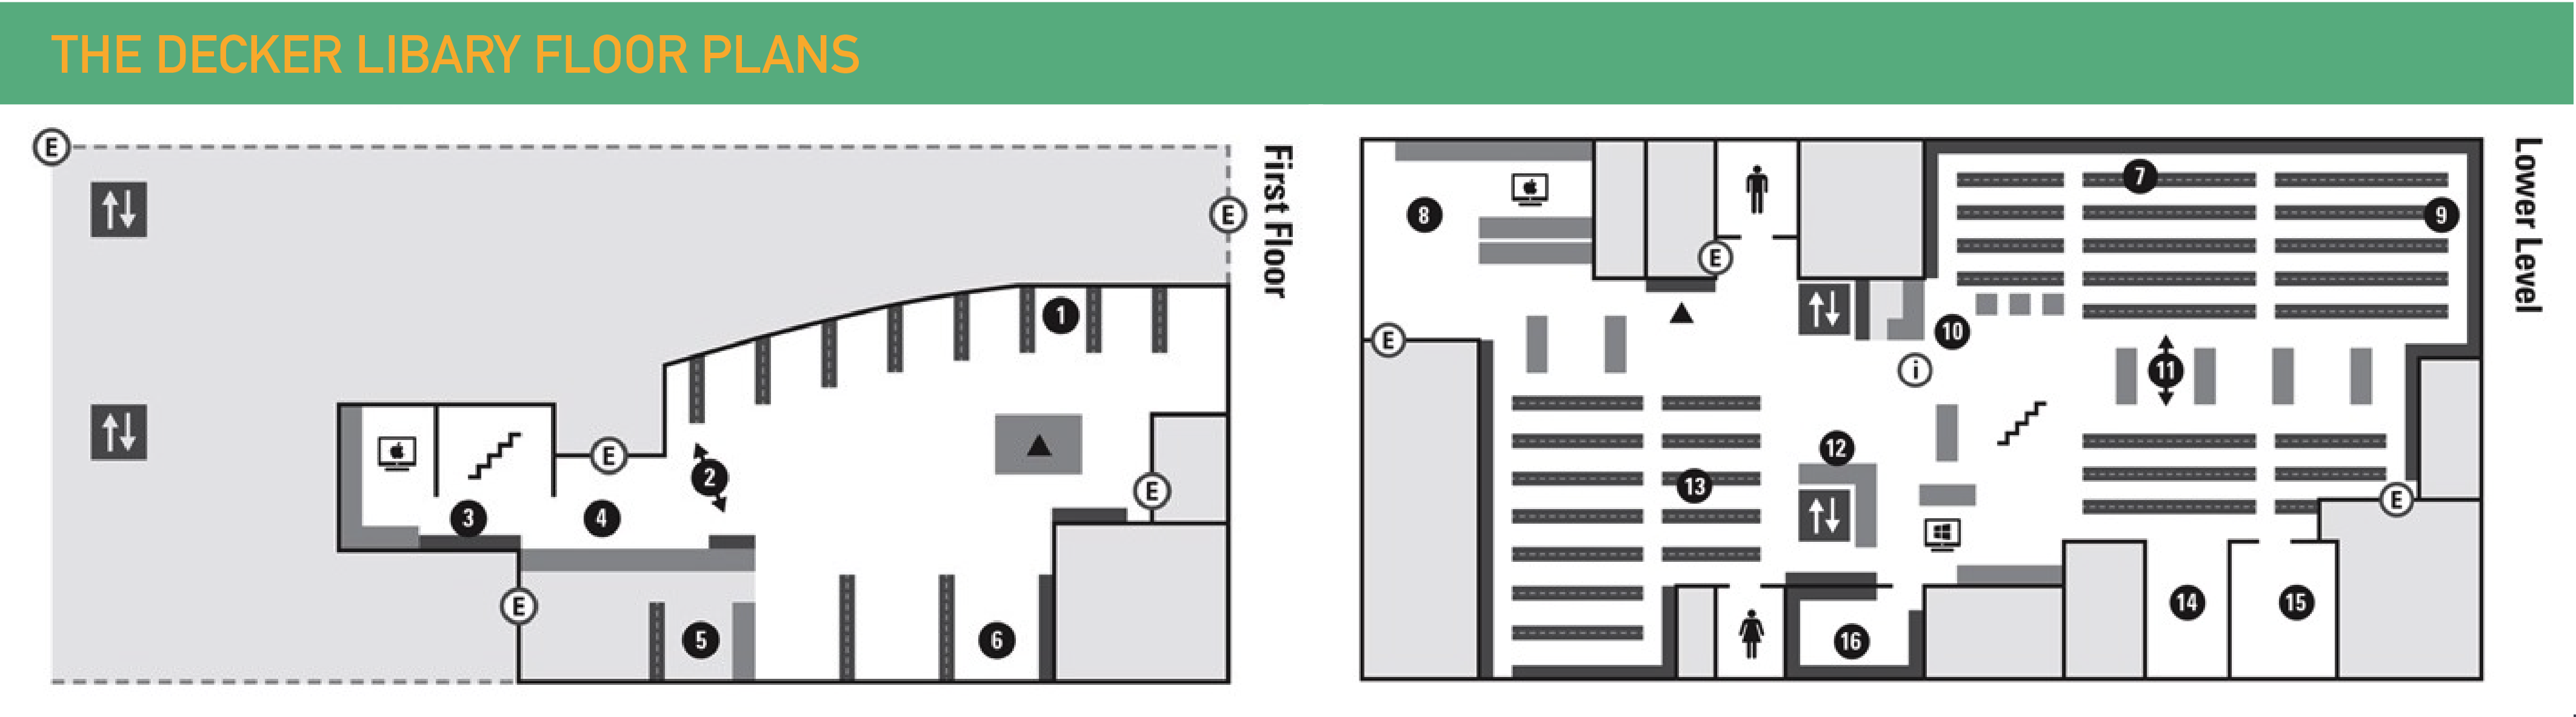 THE DECKER LIBARY FLOOR PLANS
E
E
First Floor
1
E
2
E
3
4
E
5
6
Lower Level
7
8
9
E
E
10
i
11
12
13
E
14
15
16